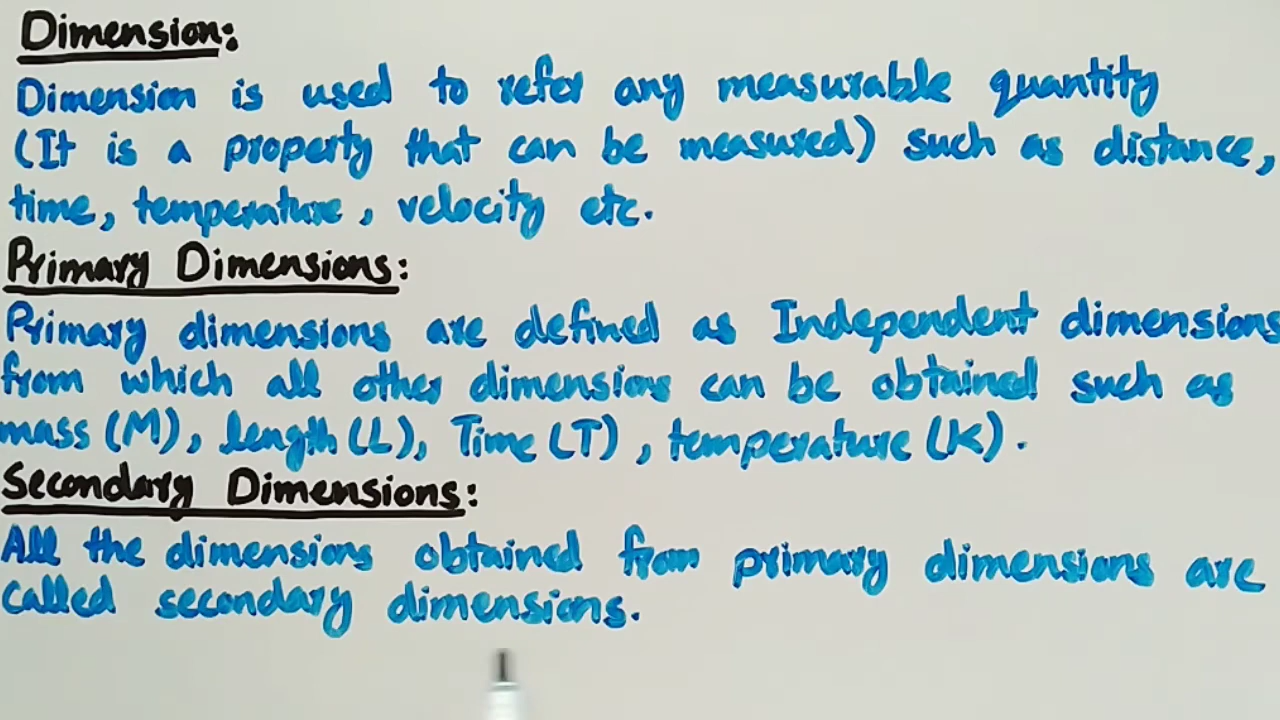 Dimension:
Dimension is used to refer any measurable quantity
(It is a property that can be measured) such as distance,
time, temperature, velocity etc.
Primary Dimensions:
Primary dimensions are defined as Independent dimensions
from which all other dimensions can be obtained such as
mass (M), length (L), Time (T), temperature (K).
Secondary Dimensions:
All the dimensions obtained from primary dimensions are
called secondary dimensions.